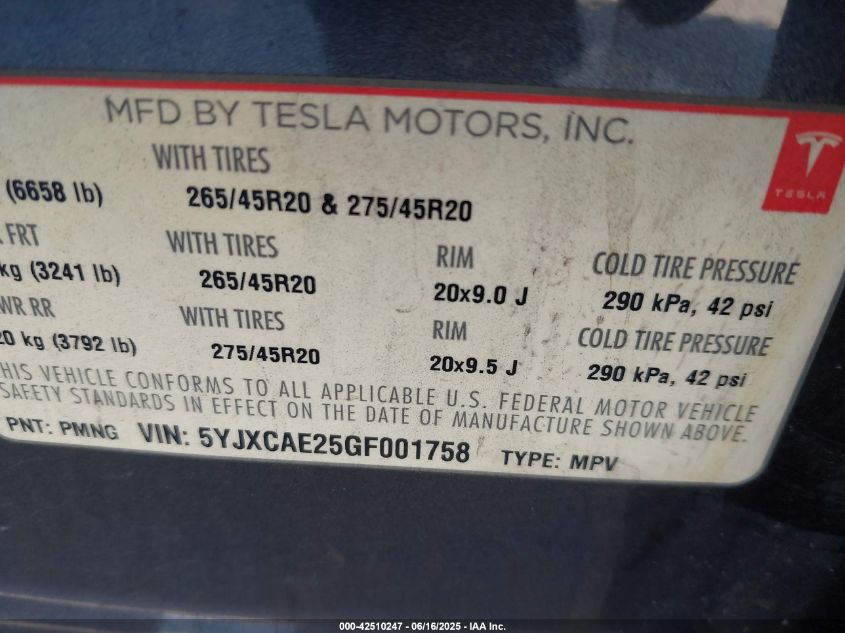 MFD BY TESLA MOTORS, INC.
TESLA
WITH TIRES
(6658 lb) 265/45R20 & 275/45R20
FRT WITH TIRES RIM COLD TIRE PRESSURE
kg (3241 lb) 265/45R20 20x9.0 J 290 kPa, 42 psi
WR RR WITH TIRES RIM COLD TIRE PRESSURE
20 kg (3792 lb) 275/45R20 20x9.5 J 290 kPa, 42 psi
THIS VEHICLE CONFORMS TO ALL APPLICABLE U.S. FEDERAL MOTOR VEHICLE
SAFETY STANDARDS IN EFFECT ON THE DATE OF MANUFACTURE SHOWN ABOVE.
PNT: PMNG VIN: 5YJXCAE25GF001758 TYPE: MPV
000-42510247 - 06/16/2025 - IAA Inc.